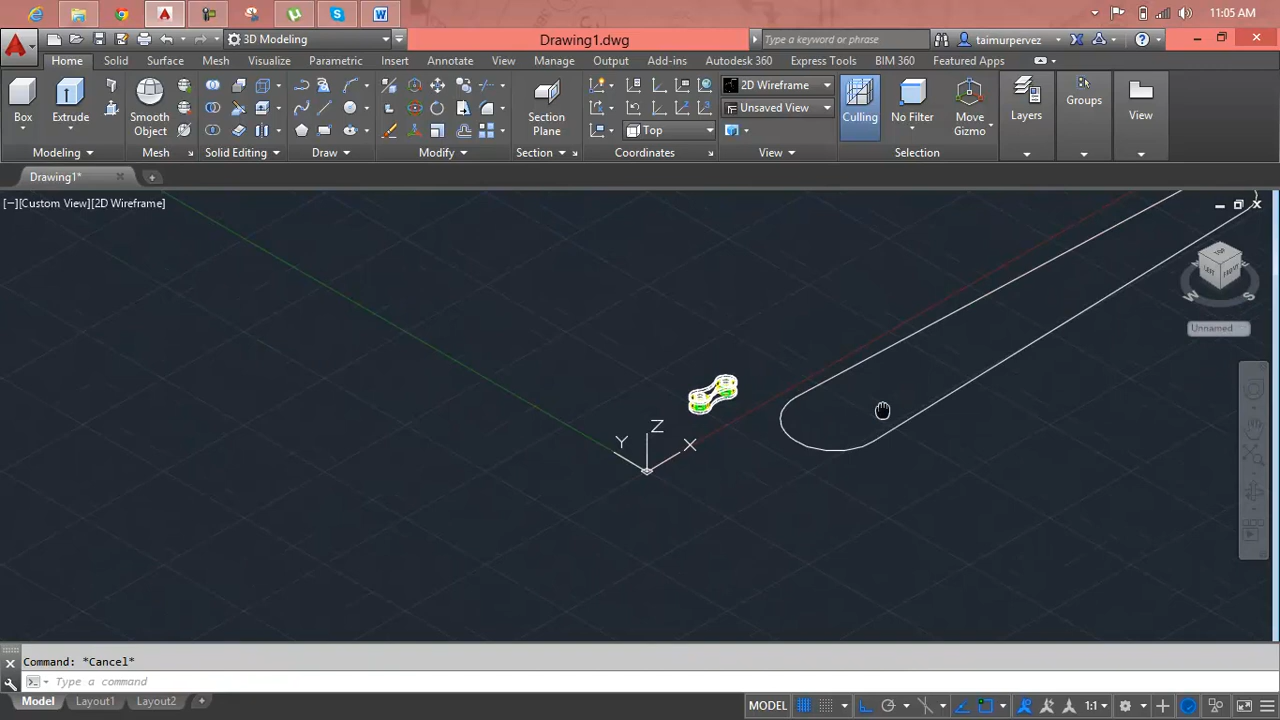 11:05 AM
3D Modeling
Drawing1.dwg
Type a keyword or phrase
taimurpervez
Home Solid Surface Mesh Visualize Parametric Insert Annotate View Manage Output Add-ins Autodesk 360 Express Tools BIM 360 Featured Apps
Box
Extrude
Smooth
Object
Section
Plane
2D Wireframe
Unsaved View
Top
Culling
No Filter
Move
Gizmo
Layers
Groups
View
Modeling
Mesh
Solid Editing
Draw
Modify
Section
Coordinates
View
Selection
Drawing1*
[−][Custom View][2D Wireframe]
TOP
LEFT
FRONT
W
S
Unnamed
Z
Y
X
Command: *Cancel*
Type a command
Model
Layout1
Layout2
MODEL
1:1